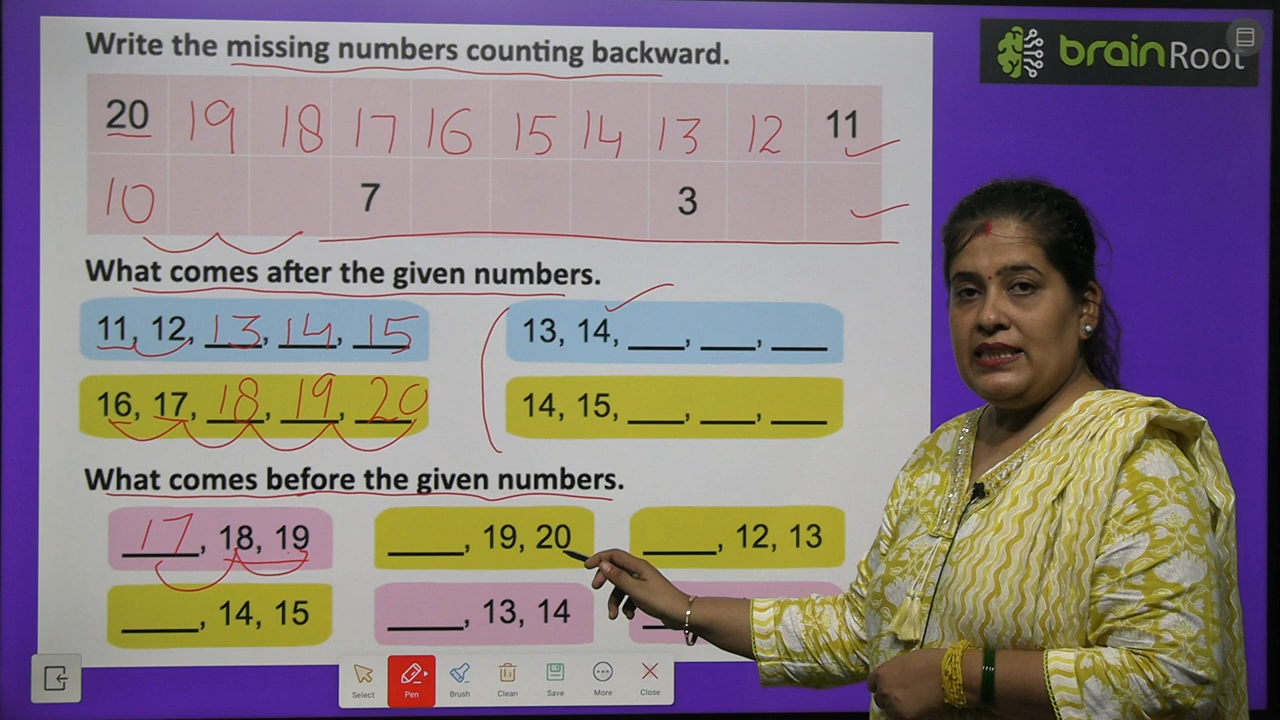 Write the missing numbers counting backward.
brainRoot
20 19 18 17 16 15 14 13 12 11
10 7 3
What comes after the given numbers.
11, 12, 13, 14, 15
13, 14, ___, ___, ___
16, 17, 18, 19, 20
14, 15, ___, ___, ___
What comes before the given numbers.
17, 18, 19
___, 19, 20
___, 12, 13
___, 14, 15
___, 13, 14
Select Pen Brush Clean Save More Close